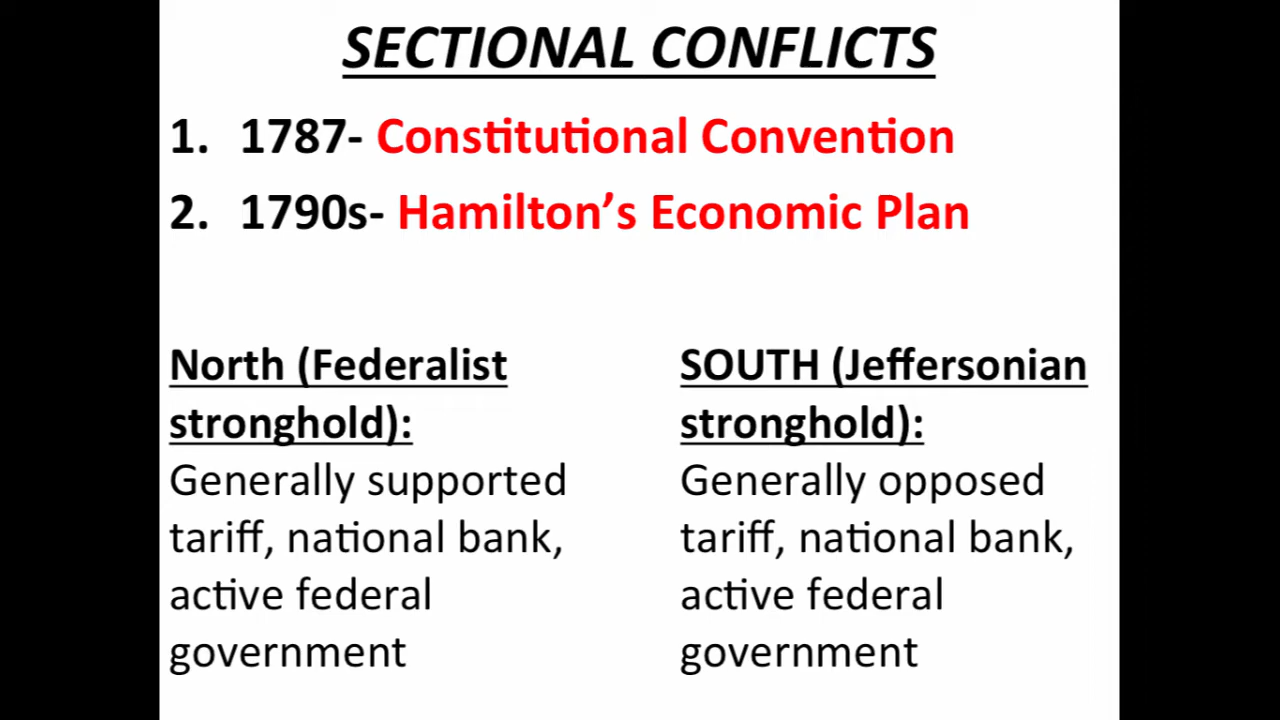 SECTIONAL CONFLICTS
1. 1787- Constitutional Convention
2. 1790s- Hamilton’s Economic Plan
North (Federalist
stronghold):
Generally supported
tariff, national bank,
active federal
government
SOUTH (Jeffersonian
stronghold):
Generally opposed
tariff, national bank,
active federal
government